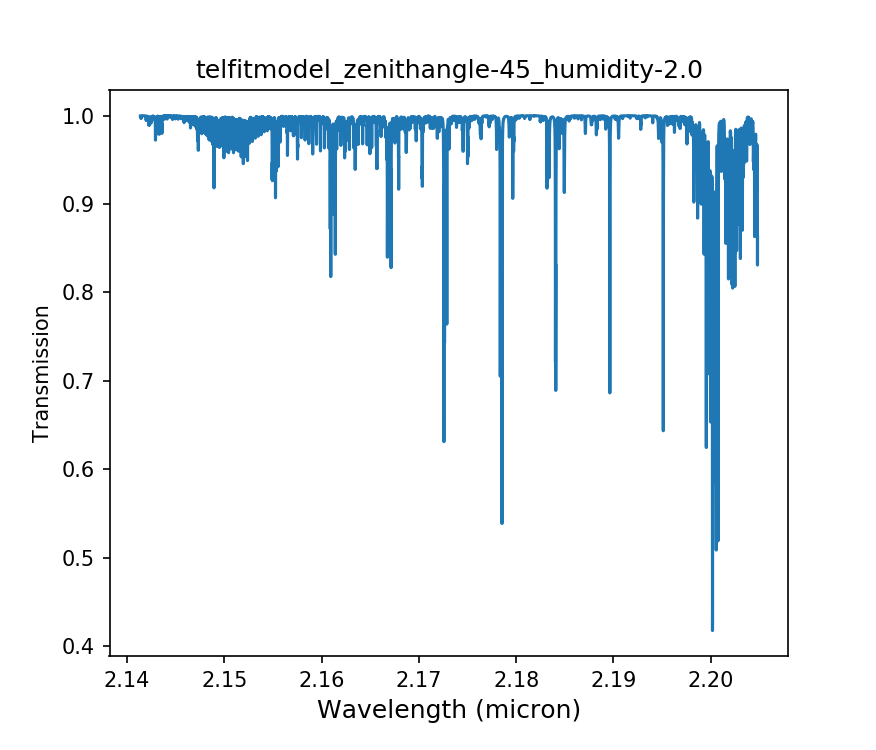 telfitmodel_zenithangle-45_humidity-2.0
1.0
0.9
0.8
0.7
0.6
0.5
0.4
Transmission
2.14 2.15 2.16 2.17 2.18 2.19 2.20
Wavelength (micron)